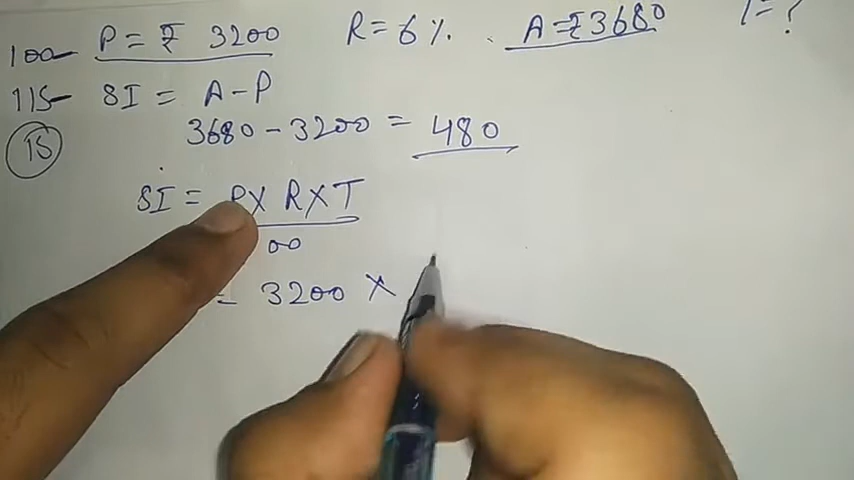 100- P = ₹ 3200 R = 6 %. A = ₹ 3680 T = ?
115- SI = A - P
15 3680 - 3200 = 480
SI = P X R X T
00
= 3200 X